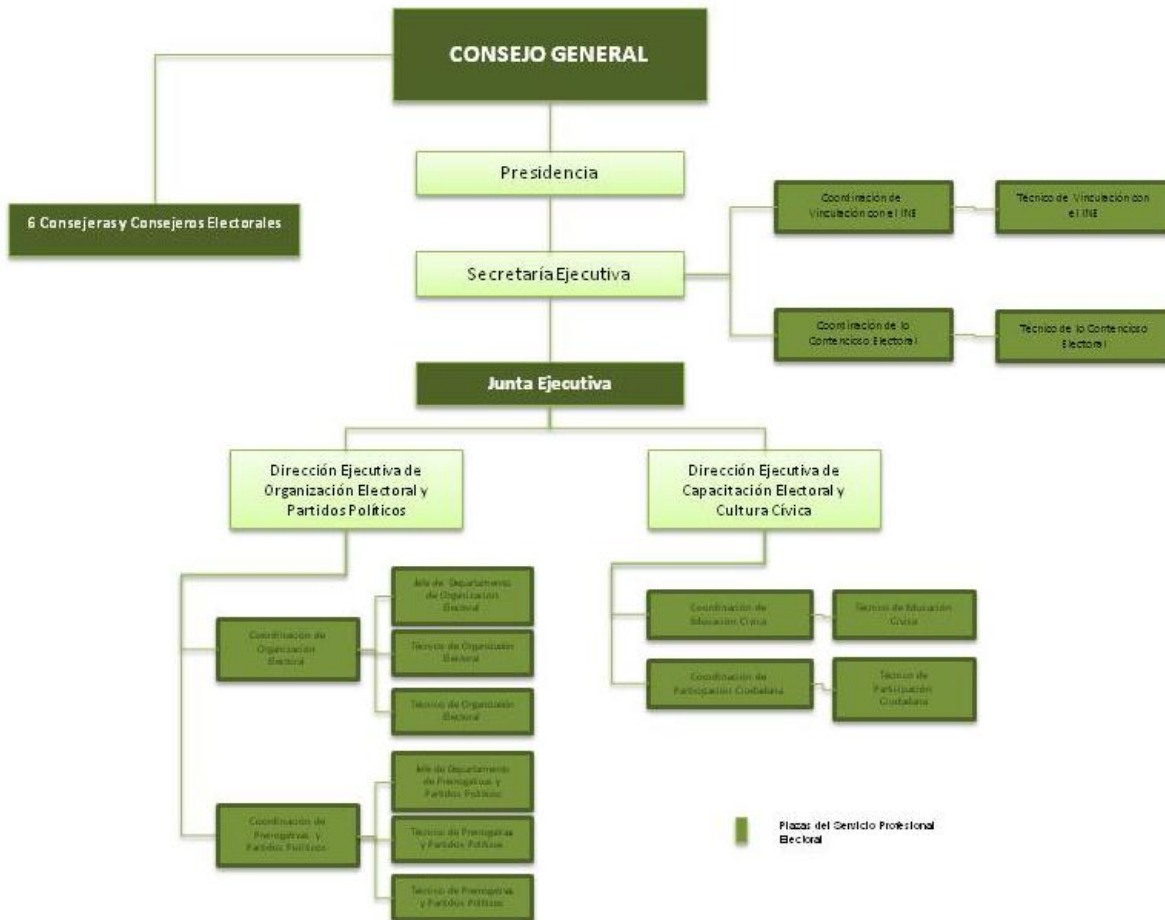 CONSEJO GENERAL
Presidencia
6 Consejeras y Consejeros Electorales
Secretaría Ejecutiva
Coordinación de
Vinculación con el INE
Técnico de Vinculación con
el INE
Coordinación de lo
Contencioso Electoral
Técnico de lo Contencioso
Electoral
Junta Ejecutiva
Dirección Ejecutiva de
Organización Electoral y
Partidos Políticos
Dirección Ejecutiva de
Capacitación Electoral y
Cultura Cívica
Coordinación de
Organización
Electoral
Jefe de Departamento
de Organización
Electoral
Técnico de Organización
Electoral
Técnico de Organización
Electoral
Coordinación de
Prerrogativas y
Partidos Políticos
Jefe de Departamento
de Prerrogativas y
Partidos Políticos
Técnico de Prerrogativas
y Partidos Políticos
Técnico de Prerrogativa
y Partidos Políticos
Coordinación de
Educación Cívica
Técnico de Educación
Cívica
Coordinación de
Participación Ciudadana
Técnico de
Participación
Ciudadana
Plazas del Servicio Profesional
Electoral